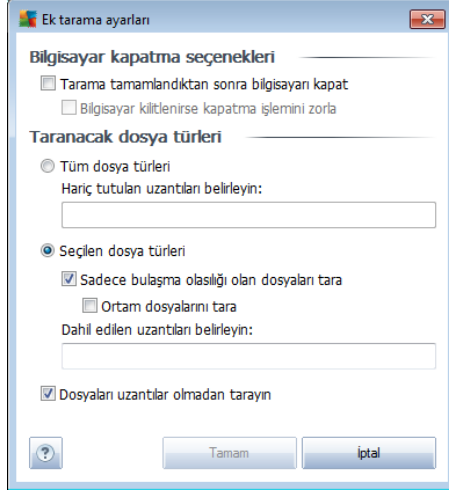 Ek tarama ayarları
Bilgisayar kapatma seçenekleri
Tarama tamamlandıktan sonra bilgisayarı kapat
Bilgisayar kilitlenirse kapatma işlemini zorla
Taranacak dosya türleri
Tüm dosya türleri
Hariç tutulan uzantıları belirleyin:
Seçilen dosya türleri
Sadece bulaşma olasılığı olan dosyaları tara
Ortam dosyalarını tara
Dahil edilen uzantıları belirleyin:
Dosyaları uzantılar olmadan tarayın
? Tamam İptal